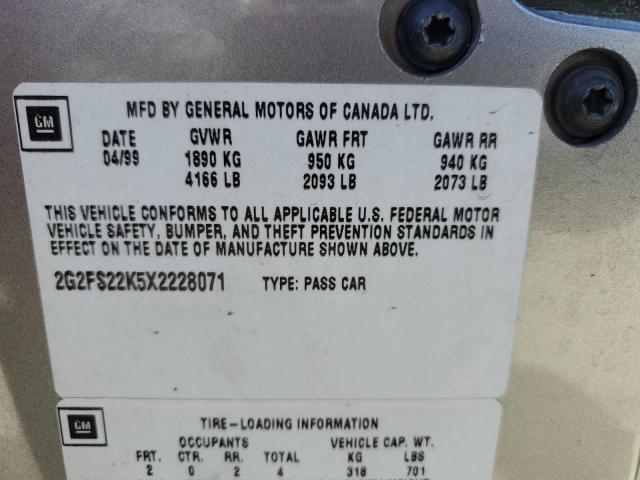 GM
MFD BY GENERAL MOTORS OF CANADA LTD.
DATE GVWR GAWR FRT GAWR RR
04/99 1890 KG 950 KG 940 KG
4166 LB 2093 LB 2073 LB
THIS VEHICLE CONFORMS TO ALL APPLICABLE U.S. FEDERAL MOTOR
VEHICLE SAFETY, BUMPER, AND THEFT PREVENTION STANDARDS IN
EFFECT ON THE DATE OF MANUFACTURE SHOWN ABOVE.
2G2FS22K5X2228071 TYPE: PASS CAR
GM
TIRE-LOADING INFORMATION
OCCUPANTS VEHICLE CAP. WT.
FRT. CTR. RR. TOTAL KG LBS
2 0 2 4 318 701